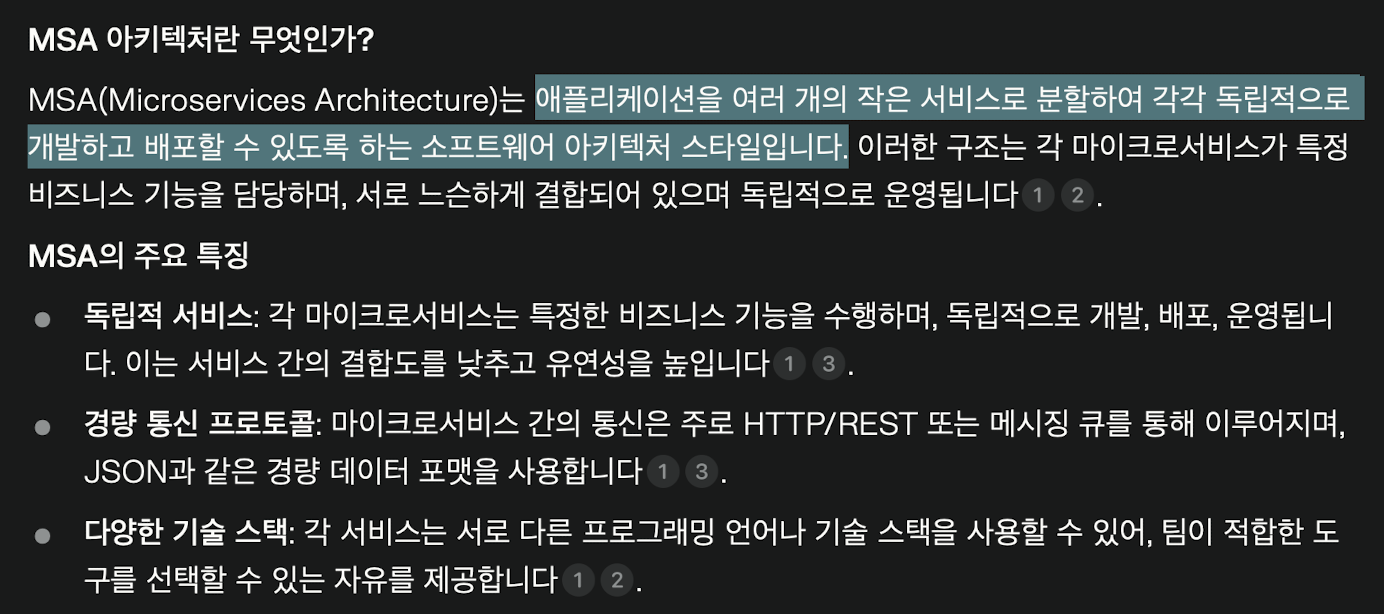 MSA 아키텍처란 무엇인가?
MSA(Microservices Architecture)는 애플리케이션을 여러 개의 작은 서비스로 분할하여 각각 독립적으로
개발하고 배포할 수 있도록 하는 소프트웨어 아키텍처 스타일입니다. 이러한 구조는 각 마이크로서비스가 특정
비즈니스 기능을 담당하며, 서로 느슨하게 결합되어 있으며 독립적으로 운영됩니다 1 2 .
MSA의 주요 특징
● 독립적 서비스: 각 마이크로서비스는 특정한 비즈니스 기능을 수행하며, 독립적으로 개발, 배포, 운영됩니
다. 이는 서비스 간의 결합도를 낮추고 유연성을 높입니다 1 3 .
● 경량 통신 프로토콜: 마이크로서비스 간의 통신은 주로 HTTP/REST 또는 메시징 큐를 통해 이루어지며,
JSON과 같은 경량 데이터 포맷을 사용합니다 1 3 .
● 다양한 기술 스택: 각 서비스는 서로 다른 프로그래밍 언어나 기술 스택을 사용할 수 있어, 팀이 적합한 도
구를 선택할 수 있는 자유를 제공합니다 1 2 .